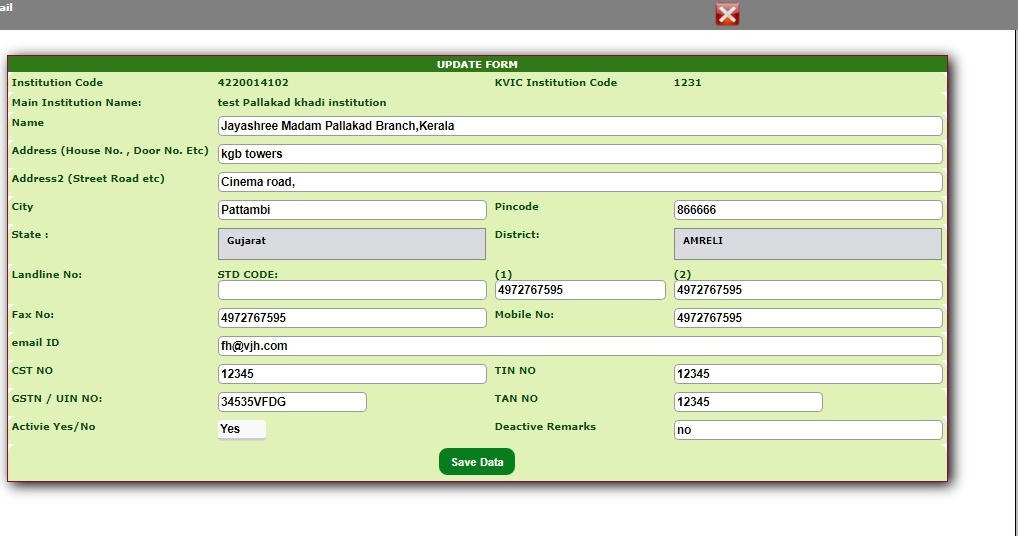 ail
UPDATE FORM
Institution Code 4220014102 KVIC Institution Code 1231
Main Institution Name: test Pallakad khadi institution
Name Jayashree Madam Pallakad Branch,Kerala
Address (House No. , Door No. Etc) kgb towers
Address2 (Street Road etc) Cinema road,
City Pattambi Pincode 866666
State : Gujarat District: AMRELI
Landline No: STD CODE: (1) (2)
4972767595 4972767595
Fax No: 4972767595 Mobile No: 4972767595
email ID fh@vjh.com
CST NO 12345 TIN NO 12345
GSTN / UIN NO: 34535VFDG TAN NO 12345
Activie Yes/No Yes Deactive Remarks no
Save Data